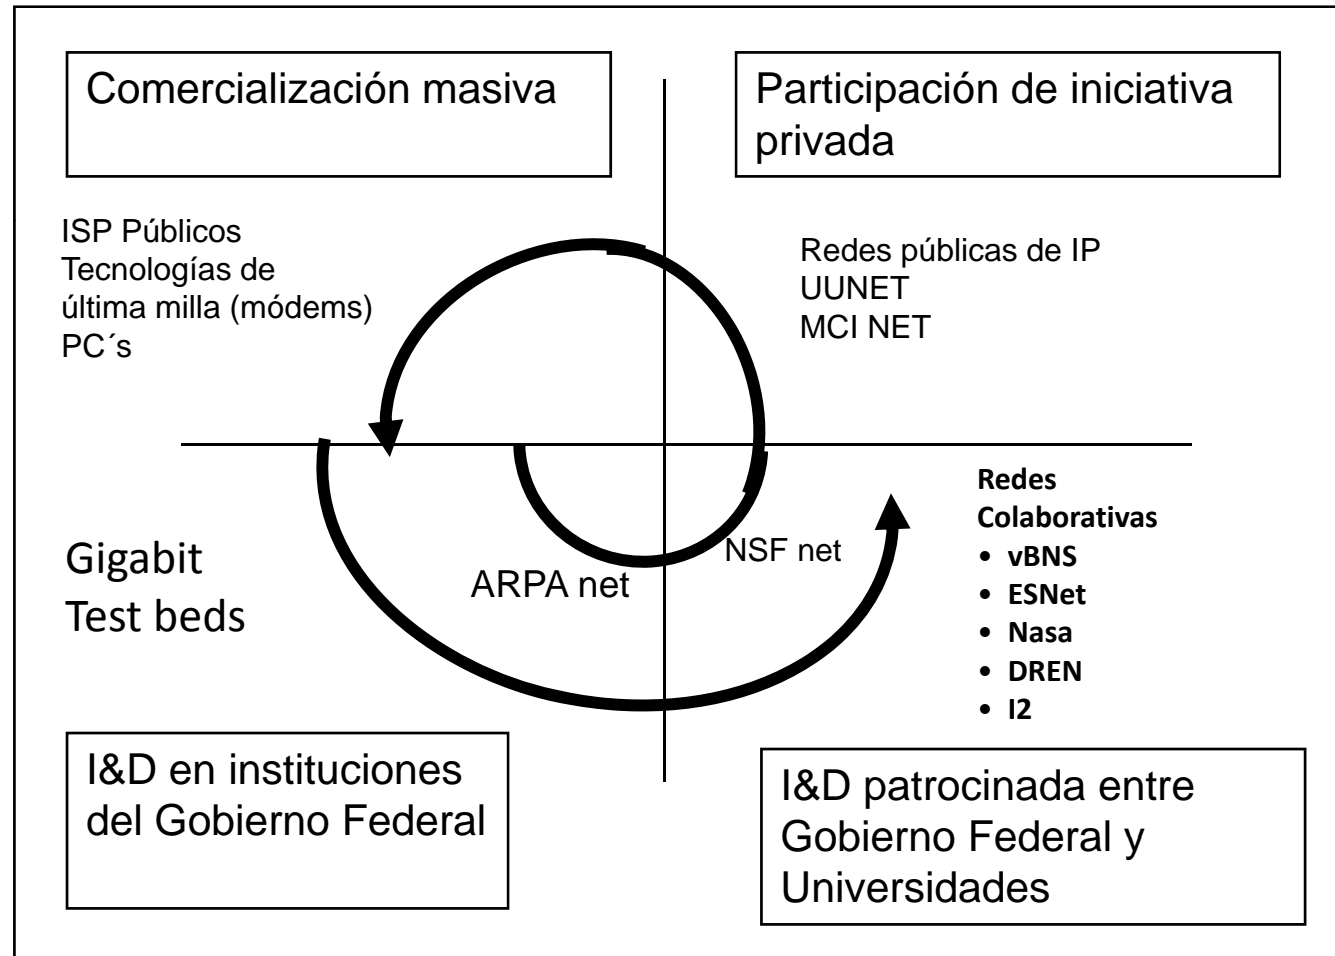 Comercialización masiva
Participación de iniciativa
privada
ISP Públicos
Tecnologías de
última milla (módems)
PC´s
Redes públicas de IP
UUNET
MCI NET
Gigabit
Test beds
ARPA net
NSF net
Redes
Colaborativas
• vBNS
• ESNet
• Nasa
• DREN
• I2
I&D en instituciones
del Gobierno Federal
I&D patrocinada entre
Gobierno Federal y
Universidades